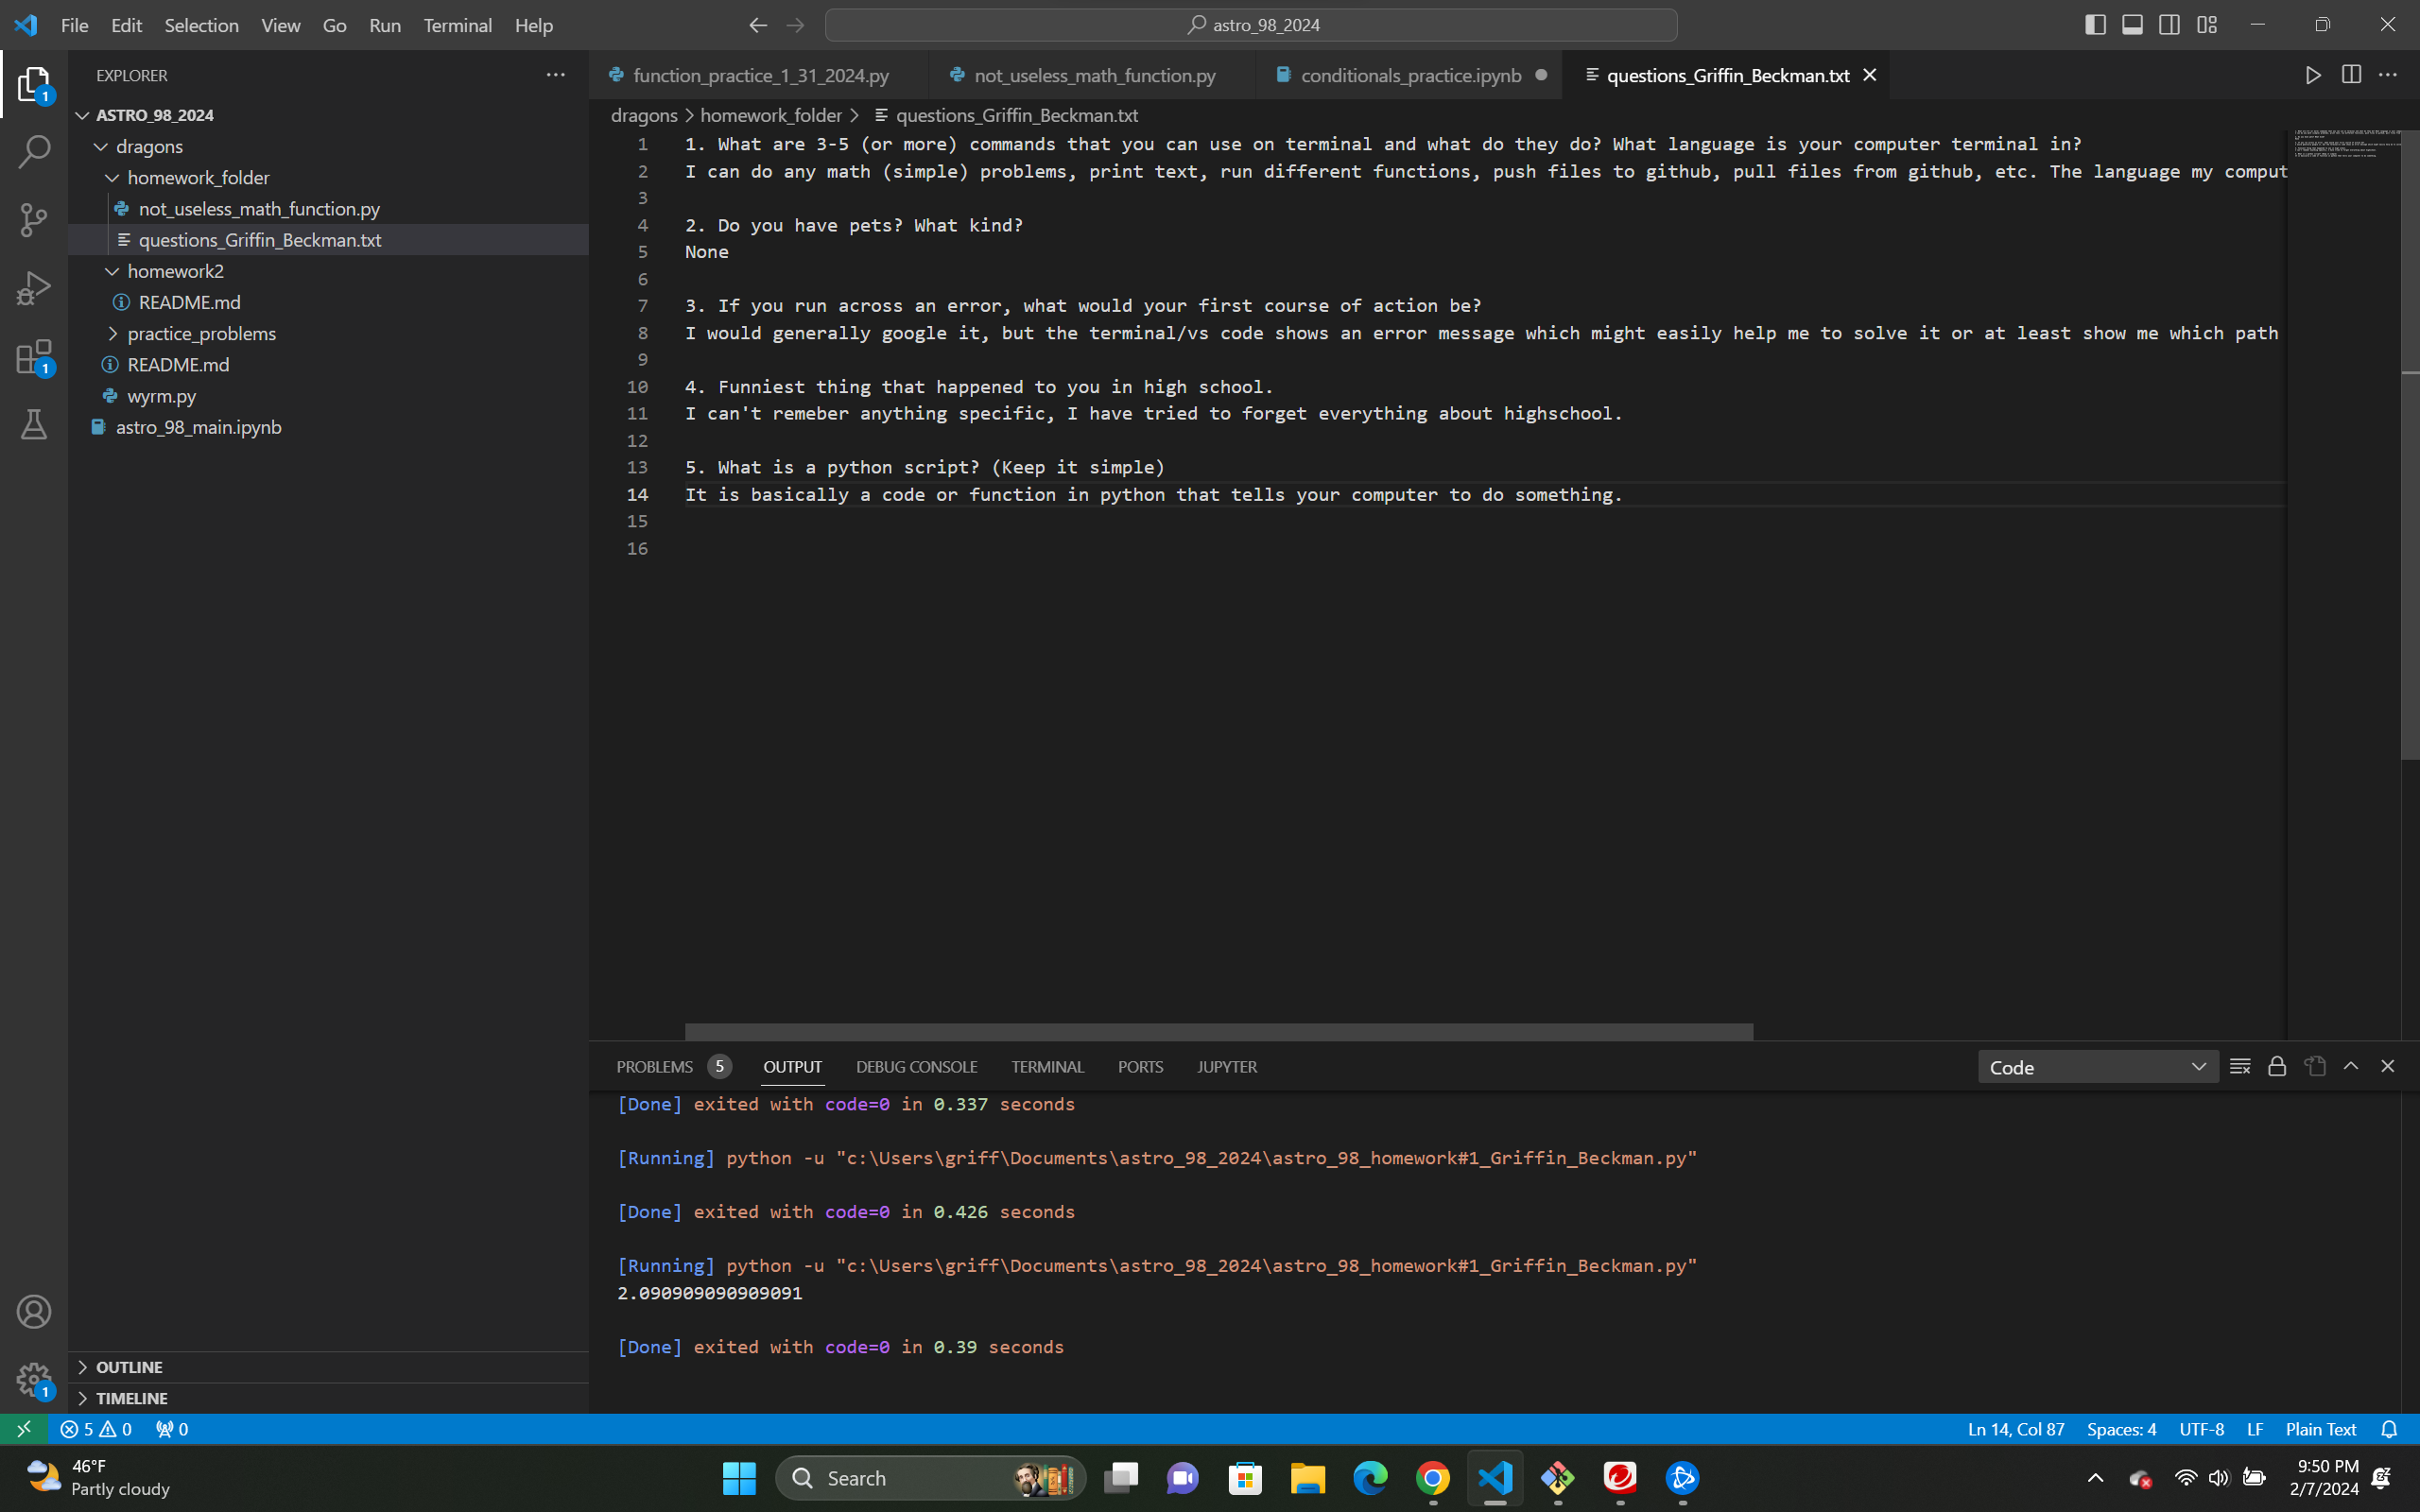 File Edit Selection View Go Run Terminal Help
astro_98_2024
EXPLORER
1
ASTRO_98_2024
dragons
homework_folder
not_useless_math_function.py
questions_Griffin_Beckman.txt
homework2
README.md
practice_problems
README.md
wyrm.py
astro_98_main.ipynb
1
OUTLINE
TIMELINE
1
function_practice_1_31_2024.py not_useless_math_function.py conditionals_practice.ipynb questions_Griffin_Beckman.txt
dragons > homework_folder > questions_Griffin_Beckman.txt
1 1. What are 3-5 (or more) commands that you can use on terminal and what do they do? What language is your computer terminal in?
2 I can do any math (simple) problems, print text, run different functions, push files to github, pull files from github, etc. The language my comput
3
4 2. Do you have pets? What kind?
5 None
6
7 3. If you run across an error, what would your first course of action be?
8 I would generally google it, but the terminal/vs code shows an error message which might easily help me to solve it or at least show me which path
9
10 4. Funniest thing that happened to you in high school.
11 I can't remeber anything specific, I have tried to forget everything about highschool.
12
13 5. What is a python script? (Keep it simple)
14 It is basically a code or function in python that tells your computer to do something.
15
16
PROBLEMS 5 OUTPUT DEBUG CONSOLE TERMINAL PORTS JUPYTER Code
[Done] exited with code=0 in 0.337 seconds
[Running] python -u "c:\Users\griff\Documents\astro_98_2024\astro_98_homework#1_Griffin_Beckman.py"
[Done] exited with code=0 in 0.426 seconds
[Running] python -u "c:\Users\griff\Documents\astro_98_2024\astro_98_homework#1_Griffin_Beckman.py"
2.090909090909091
[Done] exited with code=0 in 0.39 seconds
5 0 0 Ln 14, Col 87 Spaces: 4 UTF-8 LF Plain Text
46°F
Partly cloudy
Search
9:50 PM
2/7/2024